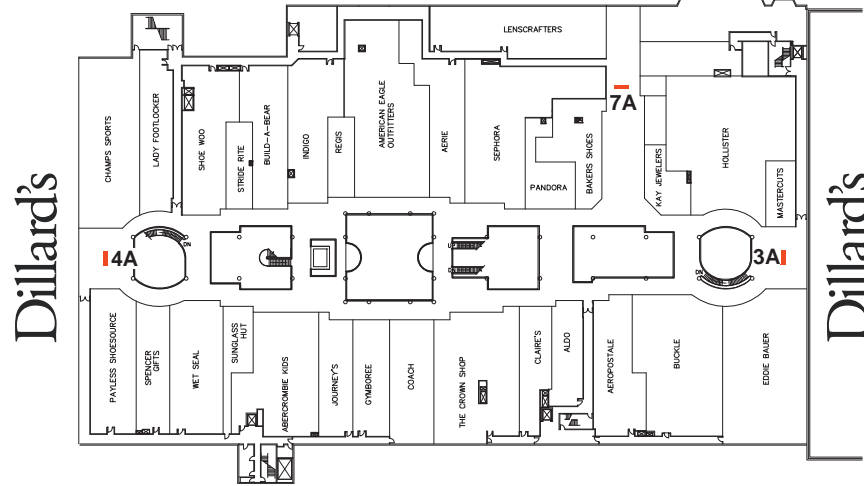 LENSCRAFTERS
7A
CHAMPS SPORTS
LADY FOOTLOCKER
SHOE WOO
STRIDE RITE
BUILD-A-BEAR
INDIGO
REGIS
AMERICAN EAGLE
OUTFITTERS
AERIE
SEPHORA
PANDORA
BAKERS SHOES
KAY JEWELERS
HOLLISTER
MASTERCUTS
Dillard's
4A
DN
DN
3A
Dillard's
PAYLESS SHOESOURCE
SPENCER
GIFTS
WET SEAL
SUNGLASS
HUT
ABERCROMBIE KIDS
JOURNEY'S
GYMBOREE
COACH
THE CROWN SHOP
CLAIRE'S
ALDO
AEROPOSTALE
BUCKLE
EDDIE BAUER